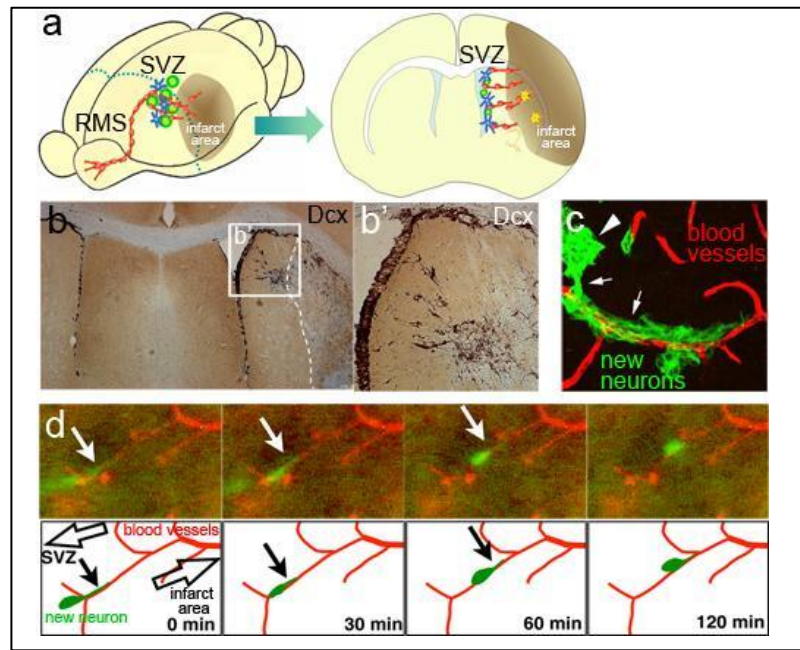 a
SVZ
RMS
infarct
area
SVZ
infarct
area
b
b'
Dcx
b'
Dcx
c
blood
vessels
new
neurons
d
blood vessels
SVZ
infarct
area
new neuron
0 min
30 min
60 min
120 min